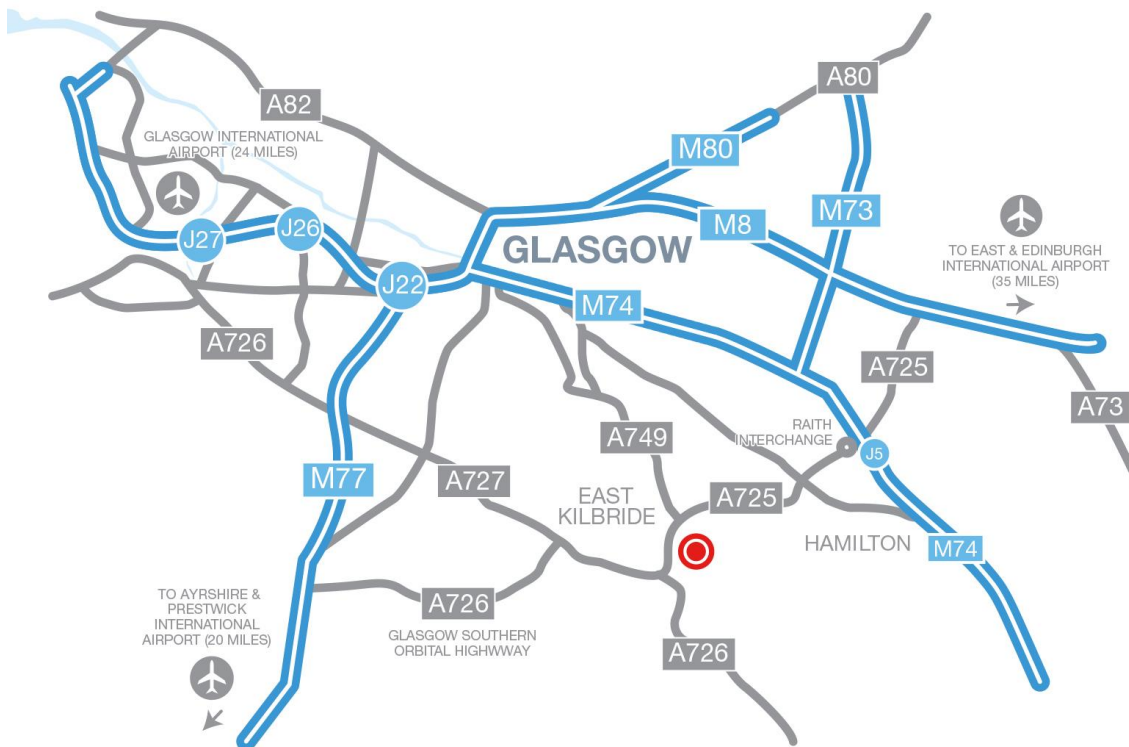 A80
A82
GLASGOW INTERNATIONAL
AIRPORT (24 MILES)
M80
M73
M8
J26
J27
GLASGOW
TO EAST & EDINBURGH
INTERNATIONAL AIRPORT
(35 MILES)
J22
M74
A726
A725
A73
RAITH
INTERCHANGE
A749
J5
M77
A727
EAST
KILBRIDE
A725
HAMILTON
M74
TO AYRSHIRE &
PRESTWICK
INTERNATIONAL
AIRPORT (20 MILES)
A726
GLASGOW SOUTHERN
ORBITAL HIGHWWAY
A726